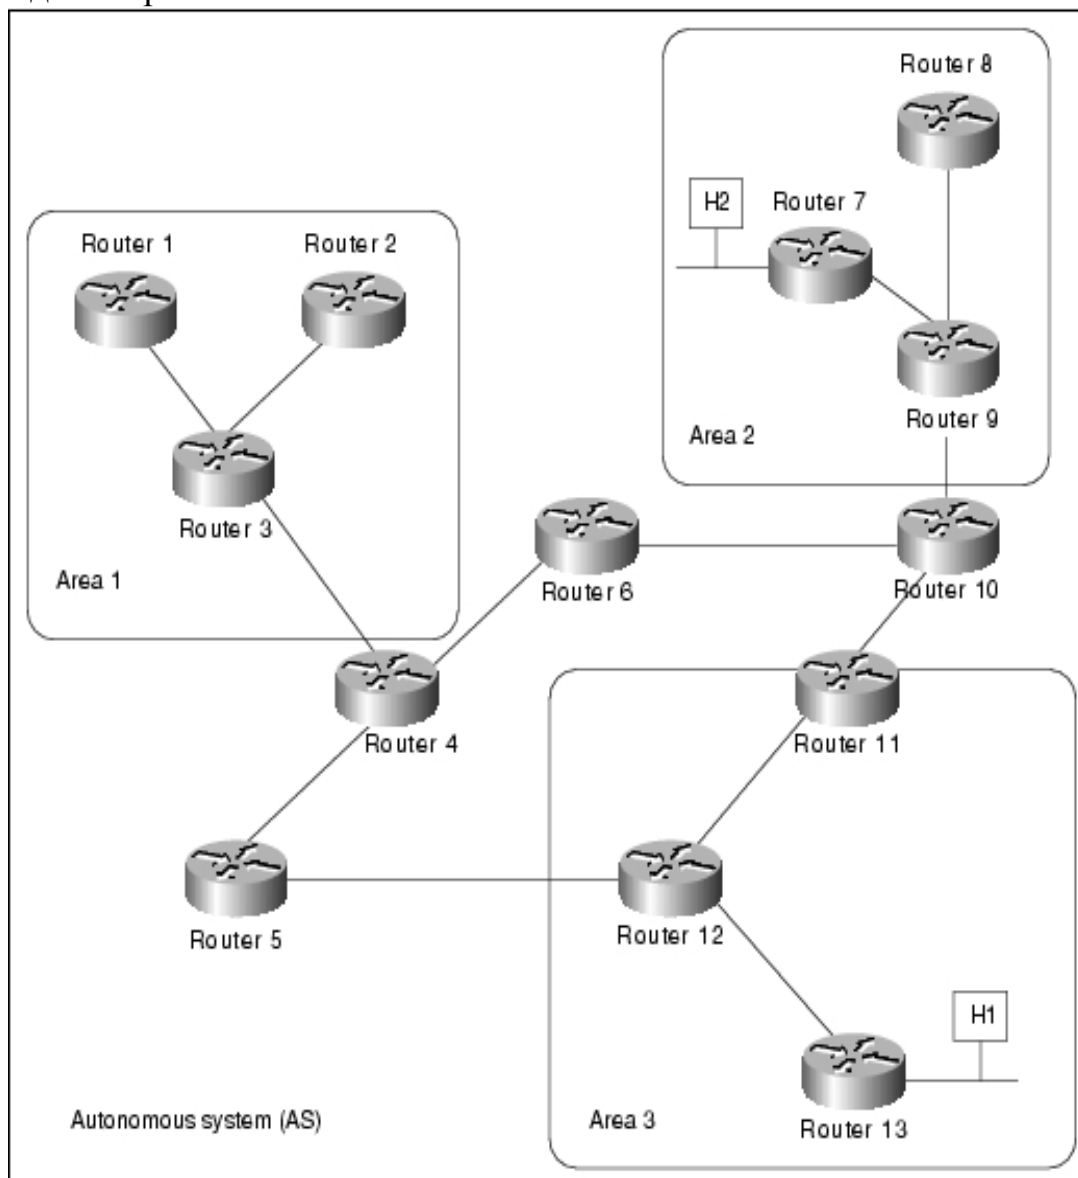 Router 8
H2
Router 7
Router 1
Router 2
Router 9
Area 2
Router 3
Area 1
Router 6
Router 10
Router 4
Router 11
Router 5
Router 12
H1
Autonomous system (AS)
Area 3
Router 13